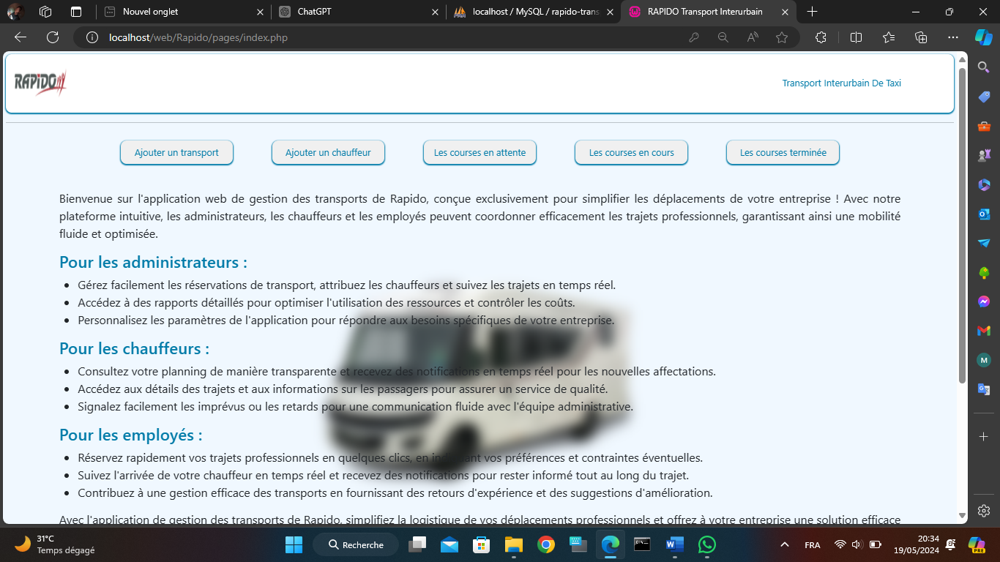 Nouvel onglet
ChatGPT
localhost / MySQL / rapido-trans
RAPIDO Transport Interurbain
localhost/web/Rapido/pages/index.php
RAPIDO
Transport Interurbain De Taxi
Ajouter un transport
Ajouter un chauffeur
Les courses en attente
Les courses en cours
Les courses terminée
Bienvenue sur l'application web de gestion des transports de Rapido, conçue exclusivement pour simplifier les déplacements de votre entreprise ! Avec notre
plateforme intuitive, les administrateurs, les chauffeurs et les employés peuvent coordonner efficacement les trajets professionnels, garantissant ainsi une mobilité
fluide et optimisée.
Pour les administrateurs :
• Gérez facilement les réservations de transport, attribuez les chauffeurs et suivez les trajets en temps réel.
• Accédez à des rapports détaillés pour optimiser l'utilisation des ressources et contrôler les coûts.
• Personnalisez les paramètres de l'application pour répondre aux besoins spécifiques de votre entreprise.
Pour les chauffeurs :
• Consultez votre planning de manière transparente et recevez des notifications en temps réel pour les nouvelles affectations.
• Accédez aux détails des trajets et aux informations sur les passagers pour assurer un service de qualité.
• Signalez facilement les imprévus ou les retards pour une communication fluide avec l'équipe administrative.
Pour les employés :
• Réservez rapidement vos trajets professionnels en quelques clics, en indiquant vos préférences et contraintes éventuelles.
• Suivez l'arrivée de votre chauffeur en temps réel et recevez des notifications pour rester informé tout au long du trajet.
• Contribuez à une gestion efficace des transports en fournissant des retours d'expérience et des suggestions d'amélioration.
Avec l'application de gestion des transports de Rapido, simplifiez la logistique de vos déplacements professionnels et offrez à votre entreprise une solution efficace
M
31°C
Temps dégagé
Recherche
FRA
20:34
19/05/2024
PRE